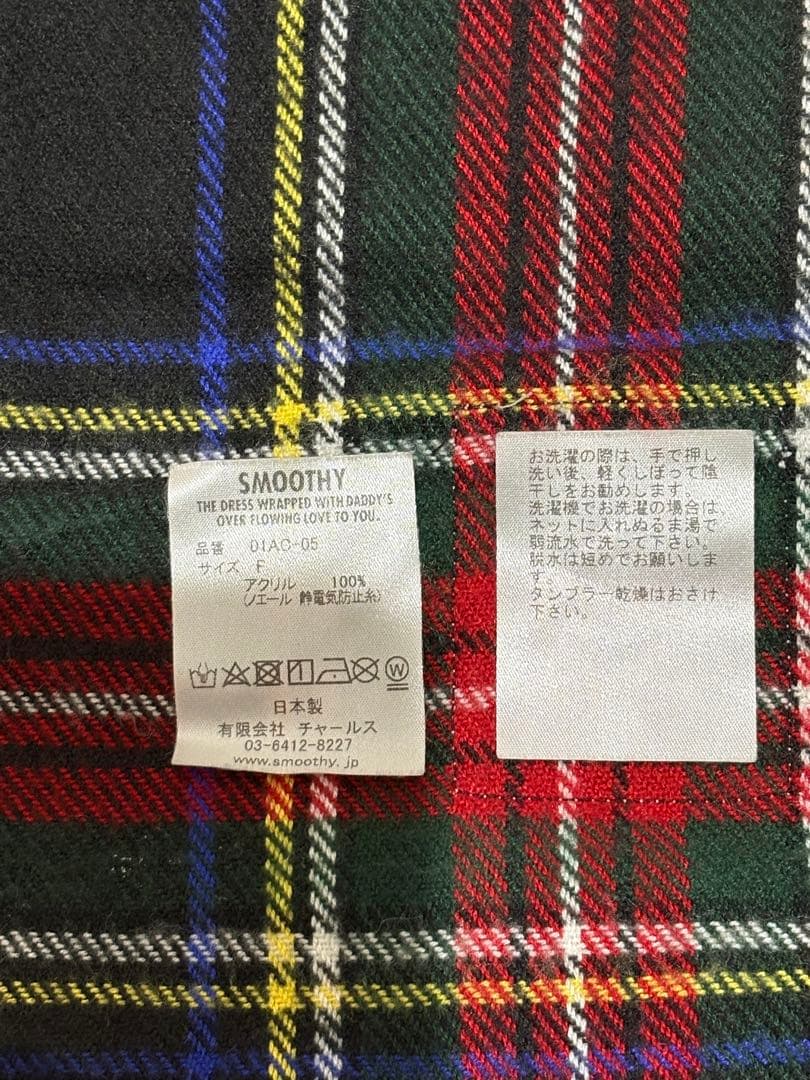 SMOOTHY
THE DRESS WRAPPED WITH DADDY'S
OVER FLOWING LOVE TO YOU.
品番 01AC-05
サイズ F
アクリル 100%
(ノエール 静電気防止糸)
W
日本製
有限会社 チャールス
03-6412-8227
www.smoothy.jp
お洗濯の際は、手で押し
洗い後、軽くしぼって陰
干しをお勧めします。
洗濯機でお洗濯の場合は、
ネットに入れぬるま湯で
弱流水で洗って下さい。
脱水は短めでお願いしま
す。
タンブラー乾燥はおさけ
下さい。